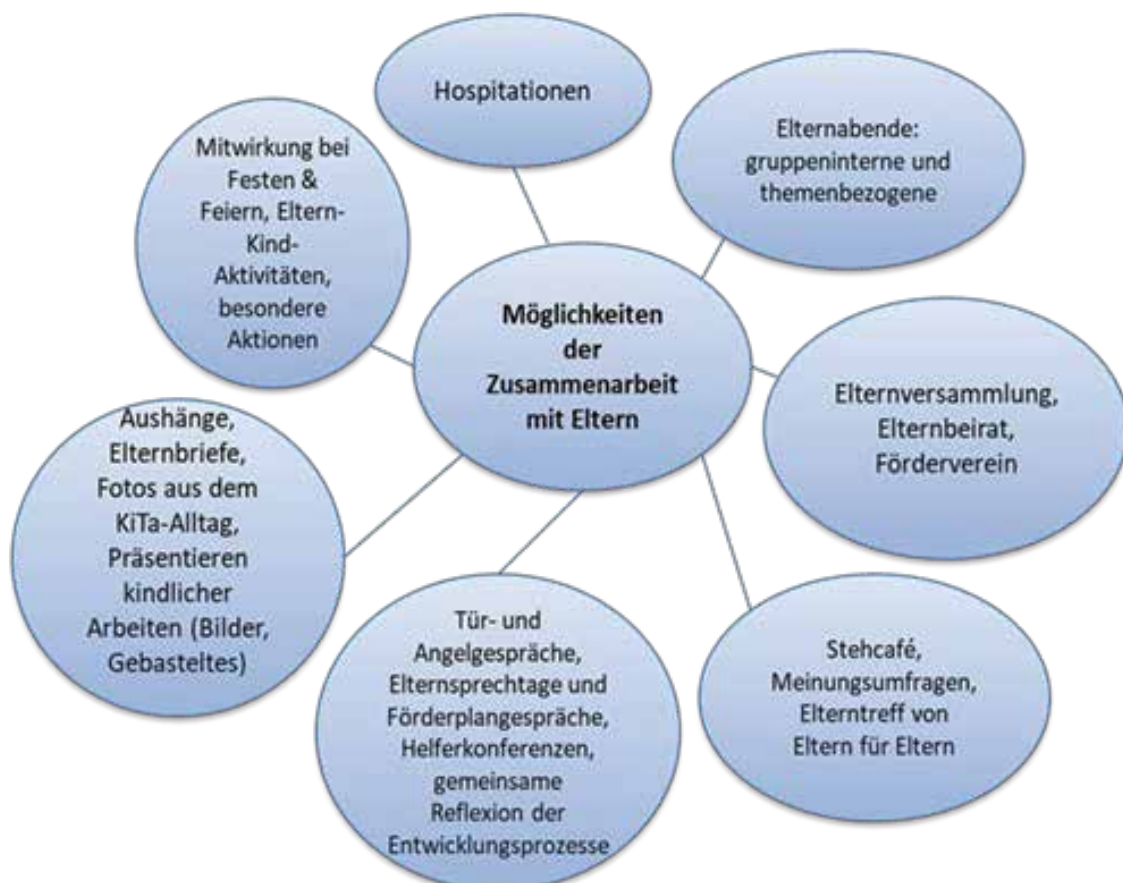 Hospitationen
Elternabende:
gruppeninterne und
themenbezogene
Mitwirkung bei
Festen &
Feiern, Eltern-
Kind-
Aktivitäten,
besondere
Aktionen
Möglichkeiten
der
Zusammenarbeit
mit Eltern
Elternversammlung,
Elternbeirat,
Förderverein
Aushänge,
Elternbriefe,
Fotos aus dem
KiTa-Alltag,
Präsentieren
kindlicher
Arbeiten (Bilder,
Gebasteltes)
Tür- und
Angelgespräche,
Elternsprechtage und
Förderplangespräche,
Helferkonferenzen,
gemeinsame
Reflexion der
Entwicklungsprozesse
Stehcafé,
Meinungsumfragen,
Elterntreff von
Eltern für Eltern